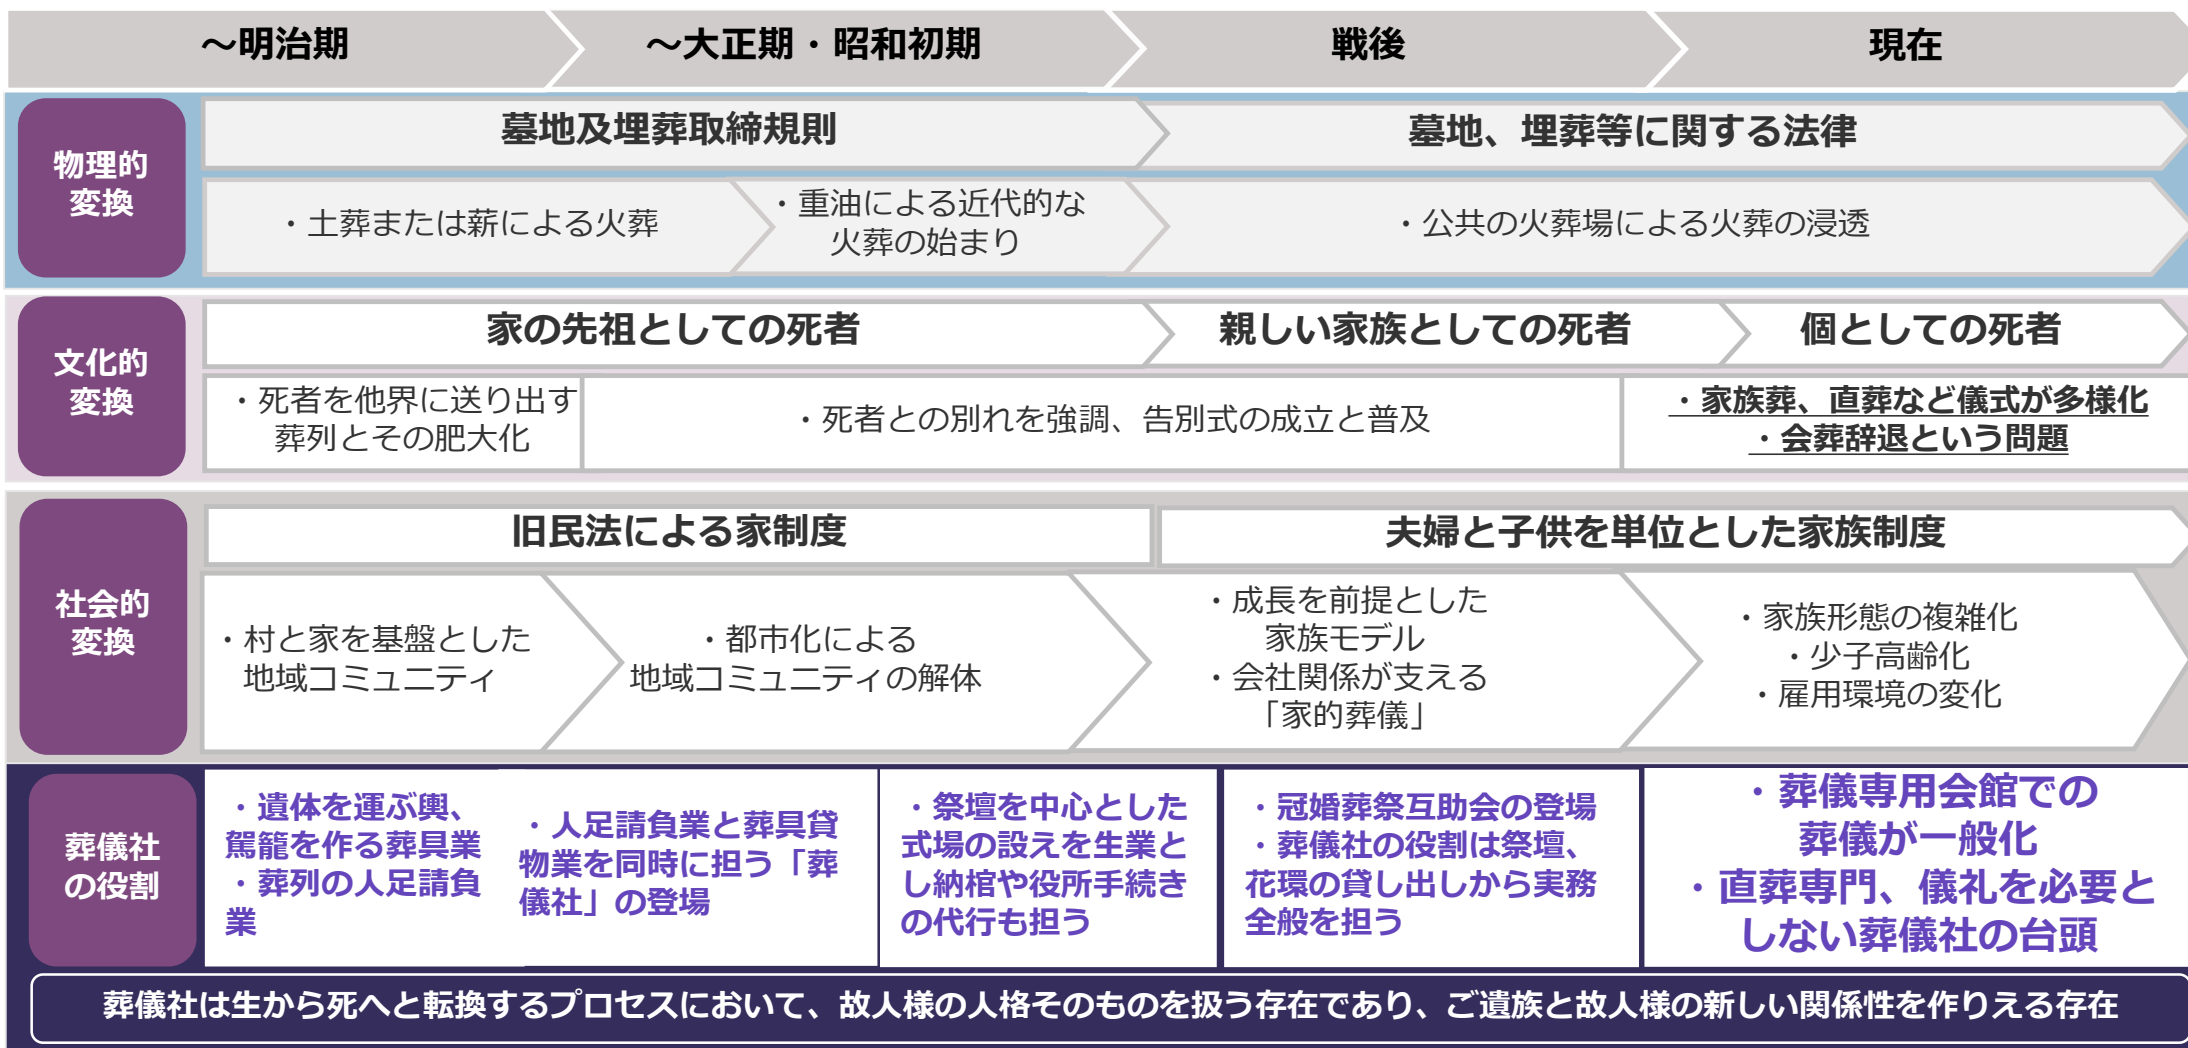 ～明治期
～大正期・昭和初期
戦後
現在
物理的
変換
墓地及埋葬取締規則
墓地、埋葬等に関する法律
・土葬または薪による火葬
・重油による近代的な
火葬の始まり
・公共の火葬場による火葬の浸透
文化的
変換
家の先祖としての死者
親しい家族としての死者
個としての死者
・死者を他界に送り出す
葬列とその肥大化
・死者との別れを強調、告別式の成立と普及
・家族葬、直葬など儀式が多様化
・会葬辞退という問題
社会的
変換
旧民法による家制度
夫婦と子供を単位とした家族制度
・村と家を基盤とした
地域コミュニティ
・都市化による
地域コミュニティの解体
・成長を前提とした
家族モデル
・会社関係が支える
「家的葬儀」
・家族形態の複雑化
・少子高齢化
・雇用環境の変化
葬儀社
の役割
・遺体を運ぶ輿、
駕籠を作る葬具業
・葬列の人足請負
業
・人足請負業と葬具貸
物業を同時に担う「葬
儀社」の登場
・祭壇を中心とした
式場の設えを生業と
し納棺や役所手続き
の代行も担う
・冠婚葬祭互助会の登場
・葬儀社の役割は祭壇、
花環の貸し出しから実務
全般を担う
・葬儀専用会館での
葬儀が一般化
・直葬専門、儀礼を必要と
しない葬儀社の台頭
葬儀社は生から死へと転換するプロセスにおいて、故人様の人格そのものを扱う存在であり、ご遺族と故人様の新しい関係性を作りえる存在